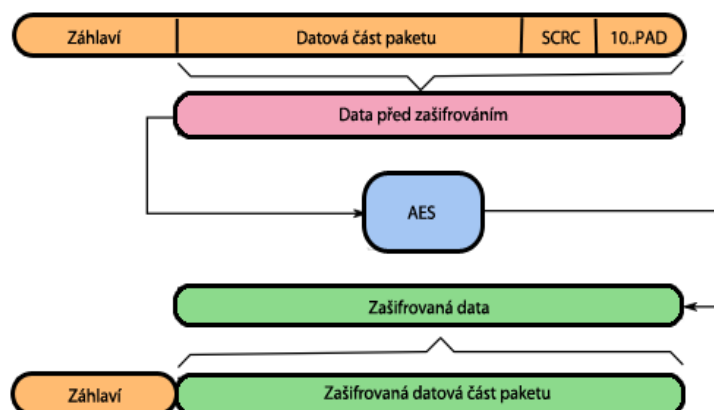 Záhlaví Datová část paketu SCRC 10..PAD
Data před zašifrováním
AES
Zašifrovaná data
Záhlaví Zašifrovaná datová část paketu